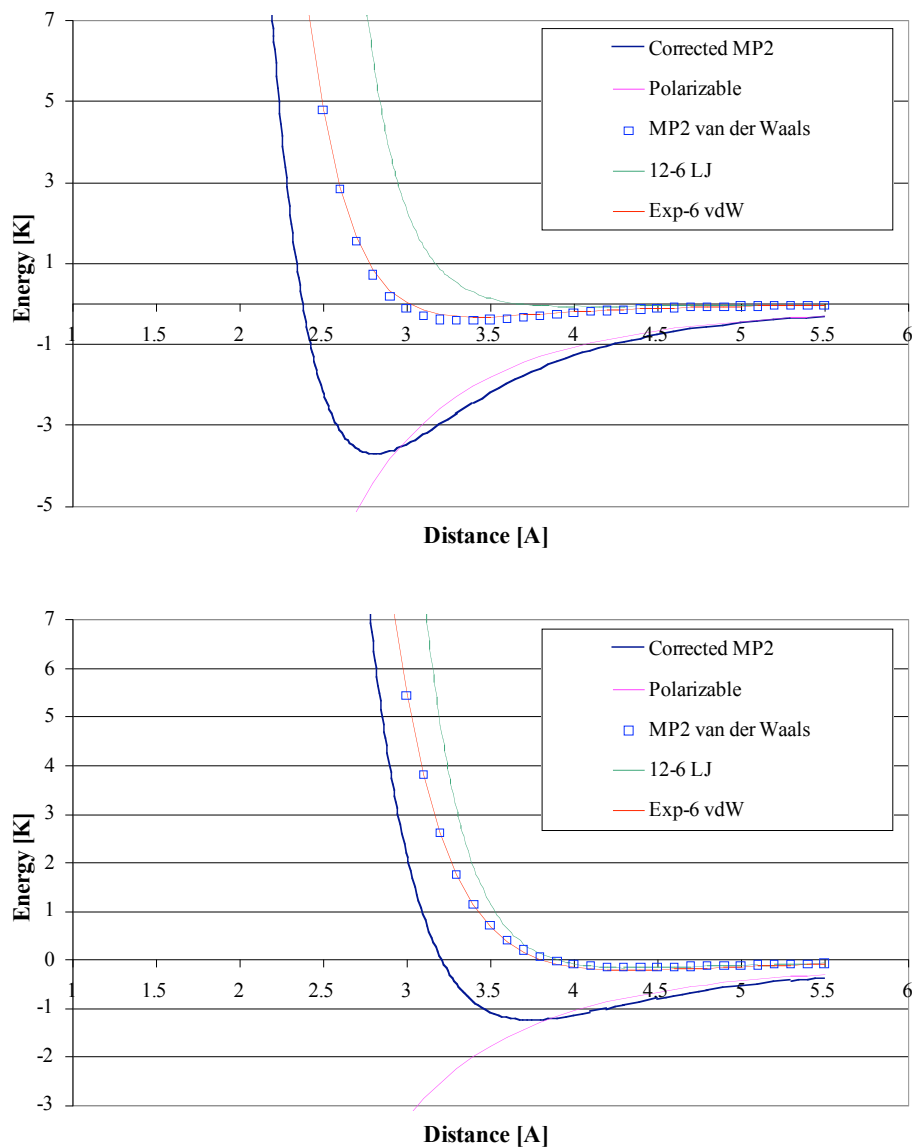 7
5
3
1
-1
-3
-5
1 1.5 2 2.5 3 3.5 4 4.5 5 5.5 6
Energy [K]
Distance [A]
Corrected MP2
Polarizable
MP2 van der Waals
12-6 LJ
Exp-6 vdW
7
6
5
4
3
2
1
0
-1
-2
-3
1 1.5 2 2.5 3 3.5 4 4.5 5 5.5 6
Energy [K]
Distance [A]
Corrected MP2
Polarizable
MP2 van der Waals
12-6 LJ
Exp-6 vdW